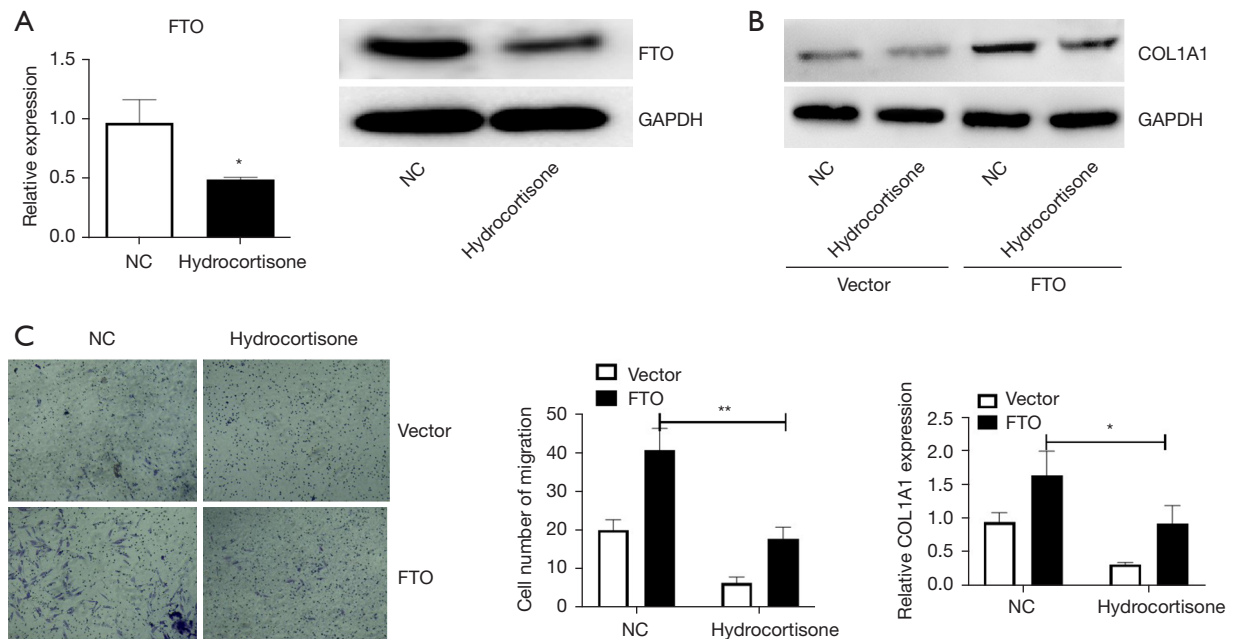 A
FTO
1.5
1.0
0.5
0.0
Relative expression
*
NC
Hydrocortisone
FTO
GAPDH
NC
Hydrocortisone
B
COL1A1
GAPDH
NC
Hydrocortisone
NC
Hydrocortisone
Vector
FTO
C
NC
Hydrocortisone
Vector
FTO
Vector
FTO
**
50
40
30
20
10
0
Cell number of migration
NC
Hydrocortisone
Vector
FTO
*
2.5
2.0
1.5
1.0
0.5
0.0
Relative COL1A1 expression
NC
Hydrocortisone